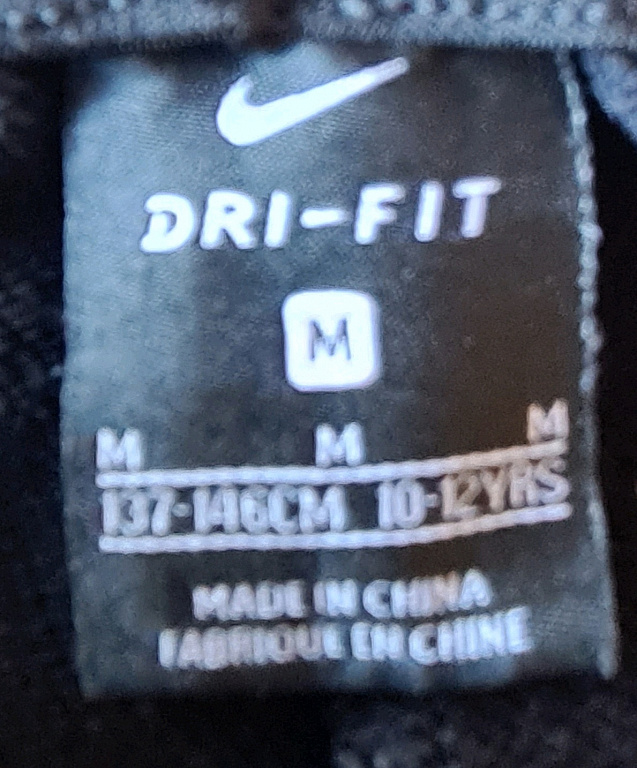 DRI-FIT
M
M M M
137-146CM 10-12YRS
MADE IN CHINA
FABRIQUE EN CHINE